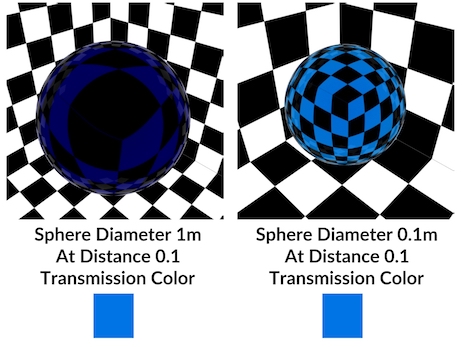 Sphere Diameter 1m
At Distance 0.1
Transmission Color
Sphere Diameter 0.1m
At Distance 0.1
Transmission Color